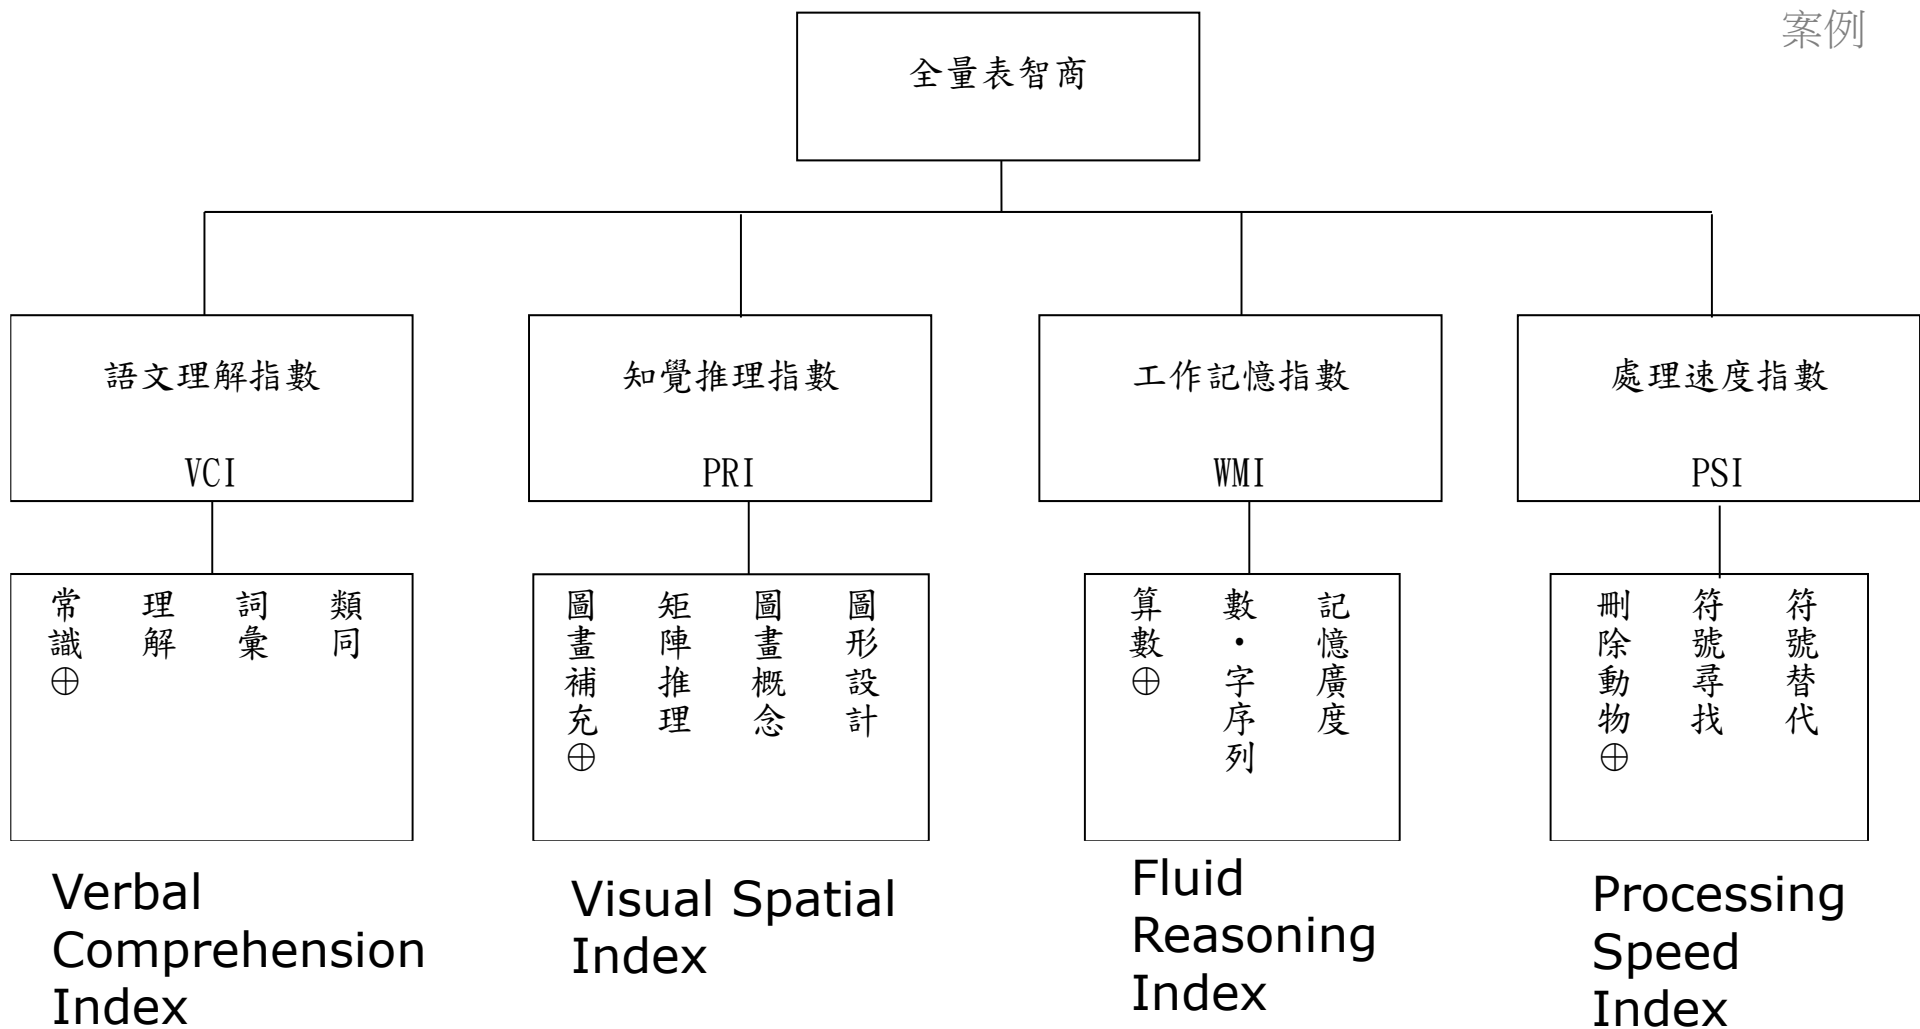 案例
全量表智商
語文理解指數
VCI
知覺推理指數
PRI
工作記憶指數
WMI
處理速度指數
PSI
常識⊕
理解
詞彙
類同
圖畫補充⊕
矩陣推理
圖畫概念
圖形設計
算數⊕
數・字序列
記憶廣度
刪除動物⊕
符號尋找
符號替代
Verbal
Comprehension
Index
Visual Spatial
Index
Fluid
Reasoning
Index
Processing
Speed
Index